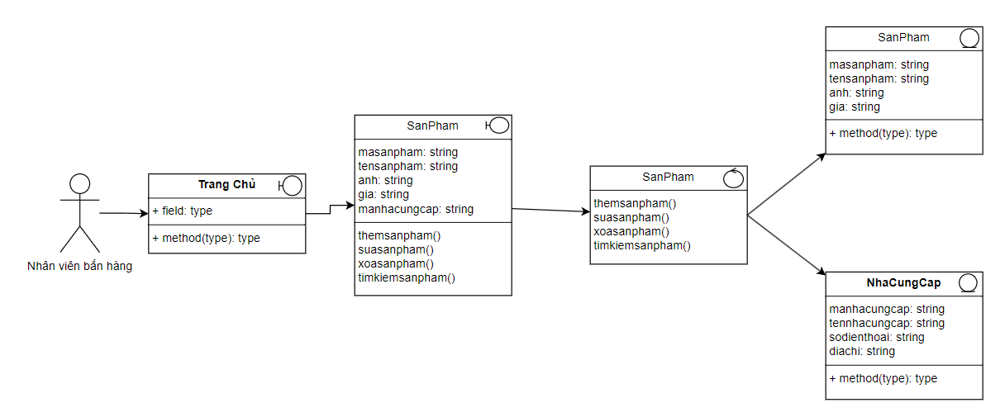 Nhân viên bắn hàng
Trang Chủ
+ field: type
+ method(type): type
SanPham
masanpham: string
tensanpham: string
anh: string
gia: string
manhacungcap: string
themsanpham()
suasanpham()
xoasanpham()
timkiemsanpham()
SanPham
themsanpham()
suasanpham()
xoasanpham()
timkiemsanpham()
SanPham
masanpham: string
tensanpham: string
anh: string
gia: string
+ method(type): type
NhaCungCap
manhacungcap: string
tennhacungcap: string
sodienthoai: string
diachi: string
+ method(type): type